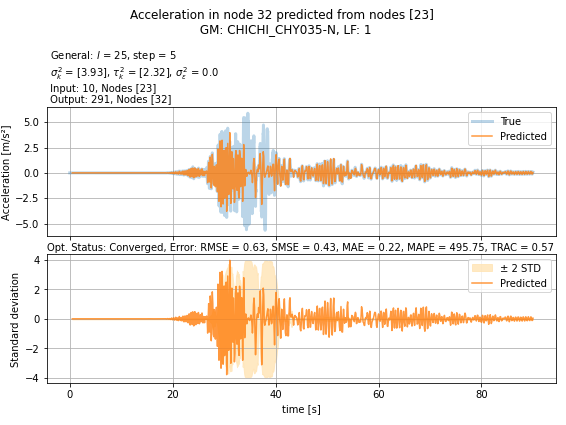 Acceleration in node 32 predicted from nodes [23]
GM: CHICHI_CHY035-N, LF: 1
General: l = 25, step = 5
σ²ₖ = [3.93], τ²ₖ = [2.32], σ²ε = 0.0
Input: 10, Nodes [23]
Output: 291, Nodes [32]
Acceleration [m/s²]
5.0
2.5
0.0
−2.5
−5.0
True
Predicted
Opt. Status: Converged, Error: RMSE = 0.63, SMSE = 0.43, MAE = 0.22, MAPE = 495.75, TRAC = 0.57
Standard deviation
4
2
0
−2
−4
± 2 STD
Predicted
0
20
40
60
80
time [s]